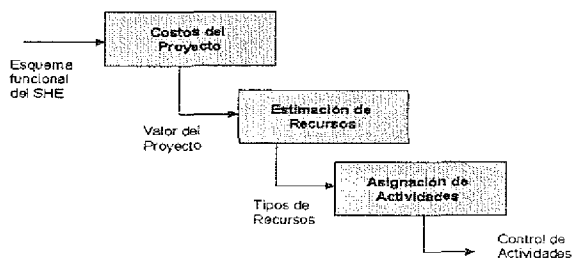 Costos del
Proyecto
Esquema
funcional
del SHE
Estimación de
Recursos
Valor del
Proyecto
Asignación de
Actividades
Tipos de
Recursos
Control de
Actividades